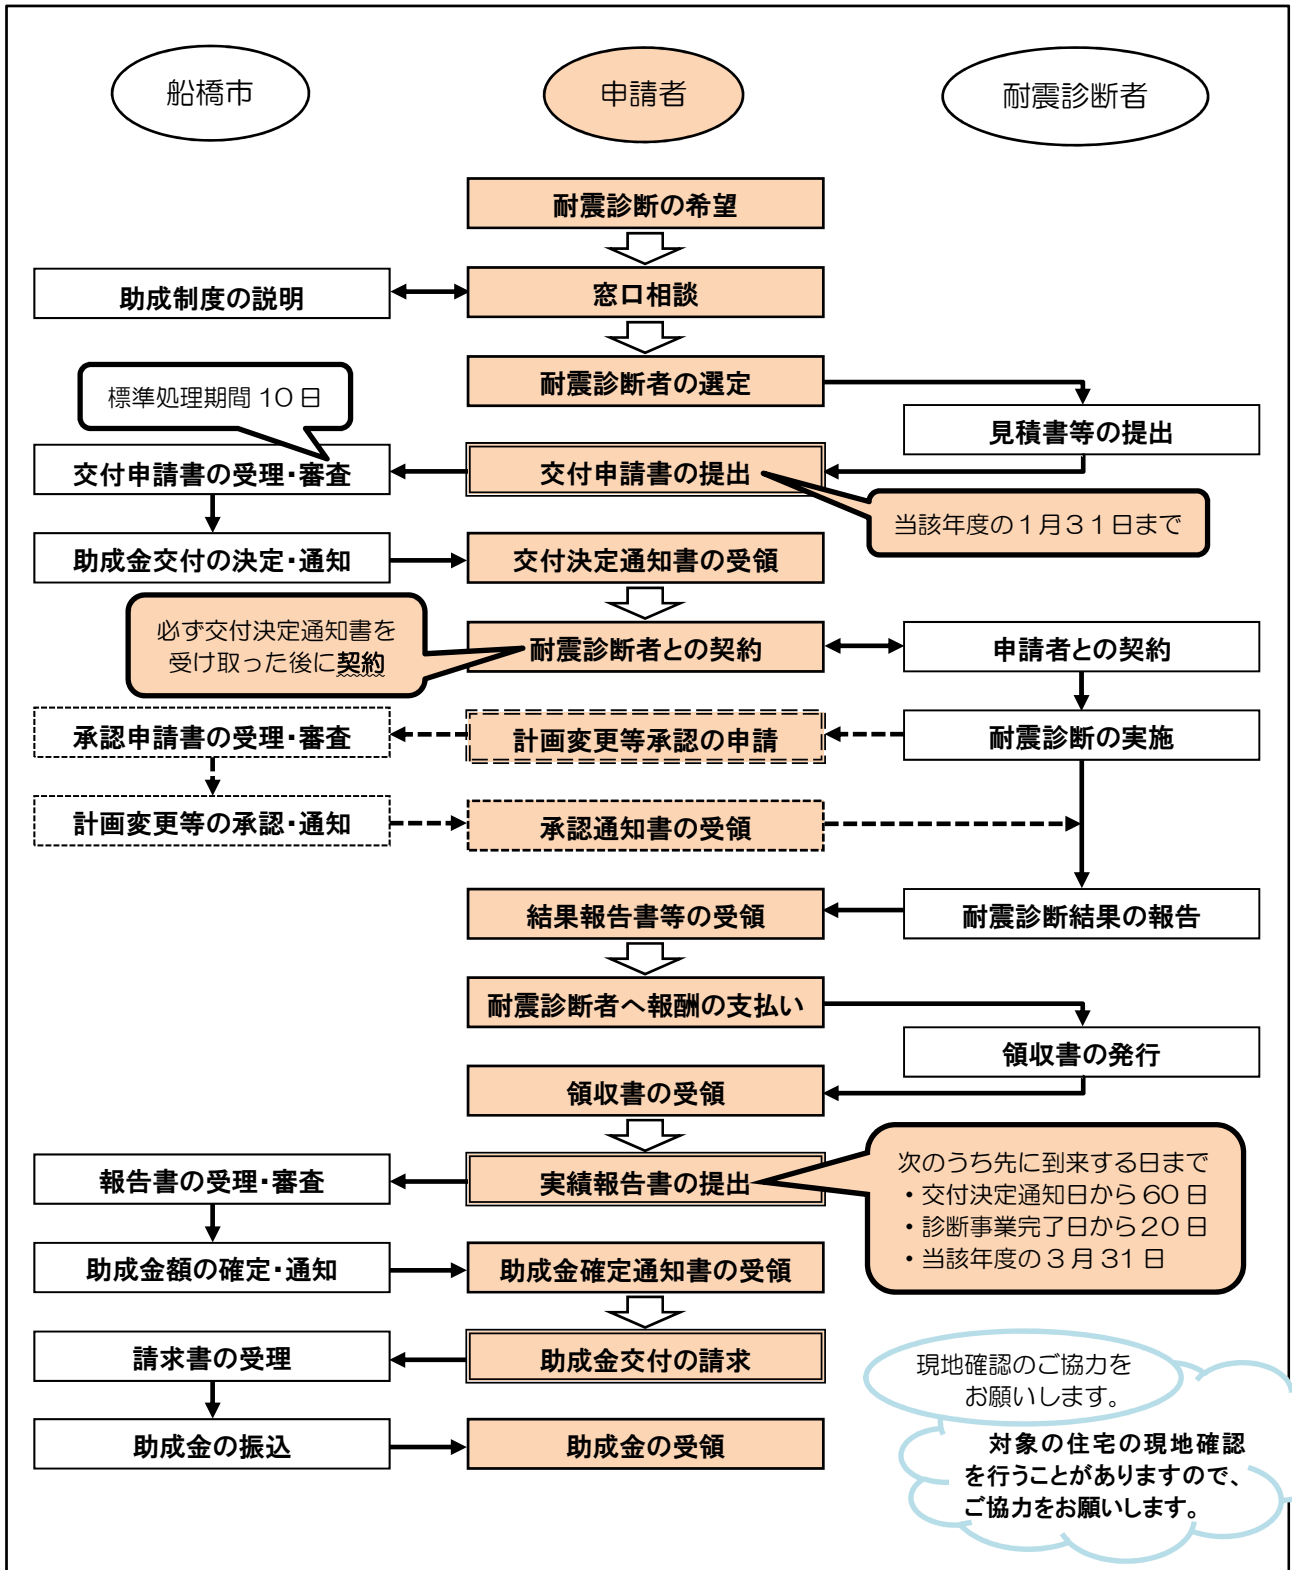 船橋市
申請者
耐震診断者
耐震診断の希望
助成制度の説明
窓口相談
耐震診断者の選定
標準処理期間 10 日
見積書等の提出
交付申請書の受理・審査
交付申請書の提出
当該年度の1月31日まで
助成金交付の決定・通知
交付決定通知書の受領
必ず交付決定通知書を
受け取った後に契約
耐震診断者との契約
申請者との契約
承認申請書の受理・審査
計画変更等承認の申請
耐震診断の実施
計画変更等の承認・通知
承認通知書の受領
結果報告書等の受領
耐震診断結果の報告
耐震診断者へ報酬の支払い
領収書の発行
領収書の受領
報告書の受理・審査
実績報告書の提出
次のうち先に到来する日まで
・交付決定通知日から 60 日
・診断事業完了日から 20 日
・当該年度の 3 月 31 日
助成金額の確定・通知
助成金確定通知書の受領
請求書の受理
助成金交付の請求
現地確認のご協力を
お願いします。
助成金の振込
助成金の受領
対象の住宅の現地確認
を行うことがありますので、
ご協力をお願いします。